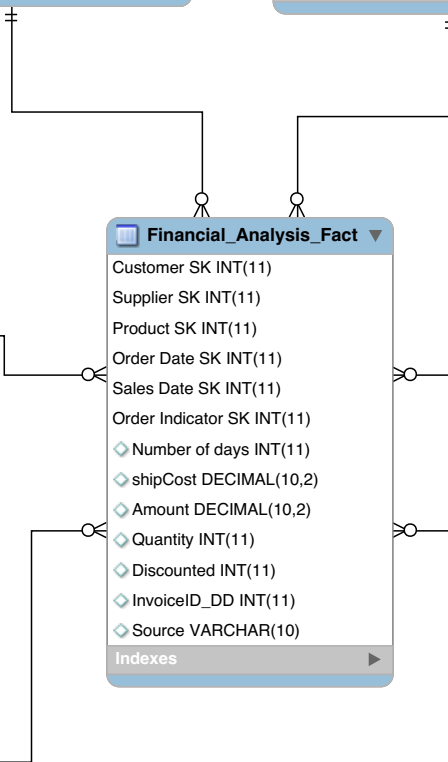 Financial_Analysis_Fact
Customer SK INT(11)
Supplier SK INT(11)
Product SK INT(11)
Order Date SK INT(11)
Sales Date SK INT(11)
Order Indicator SK INT(11)
Number of days INT(11)
shipCost DECIMAL(10,2)
Amount DECIMAL(10,2)
Quantity INT(11)
Discounted INT(11)
InvoiceID_DD INT(11)
Source VARCHAR(10)
Indexes